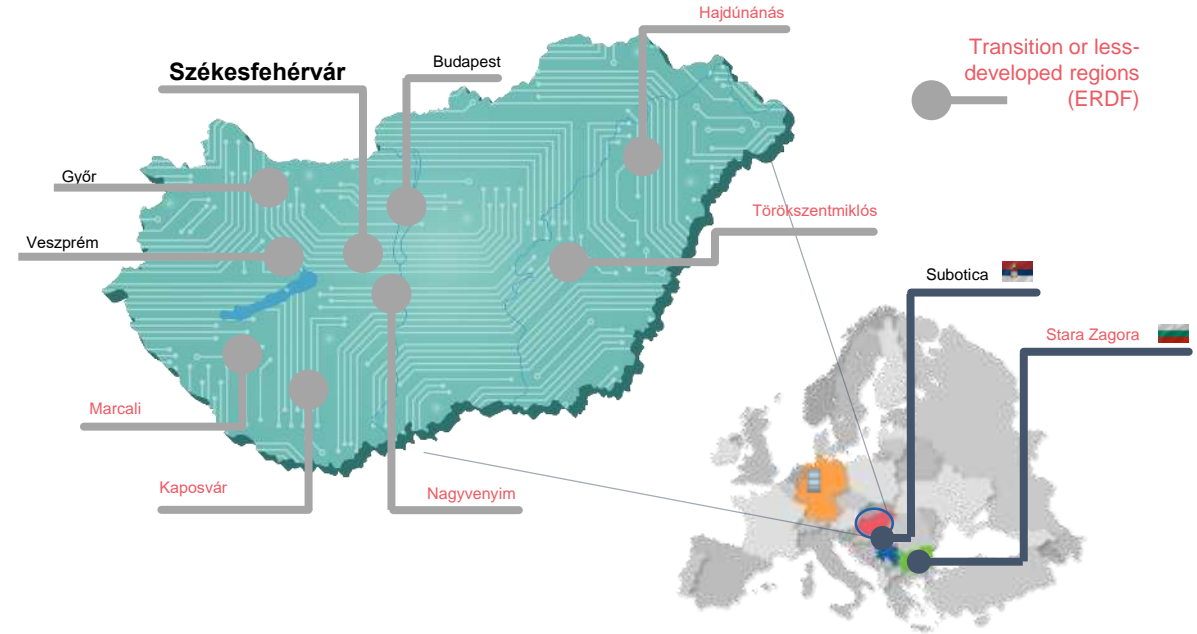 Hajdúnánás
Transition or less-
developed regions
(ERDF)
Budapest
Székesfehérvár
Győr
Törökszentmiklós
Veszprém
Subotica
Stara Zagora
Marcali
Kaposvár
Nagyvenyim